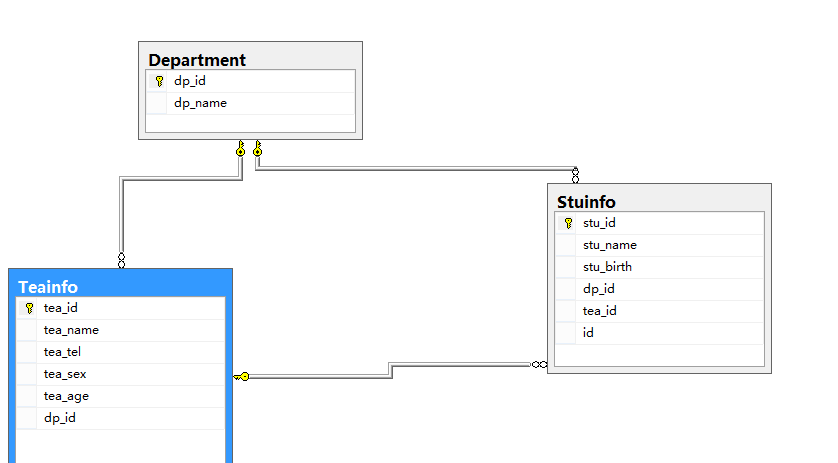 Department
dp_id
dp_name
Stuinfo
stu_id
stu_name
stu_birth
dp_id
tea_id
id
Teainfo
tea_id
tea_name
tea_tel
tea_sex
tea_age
dp_id